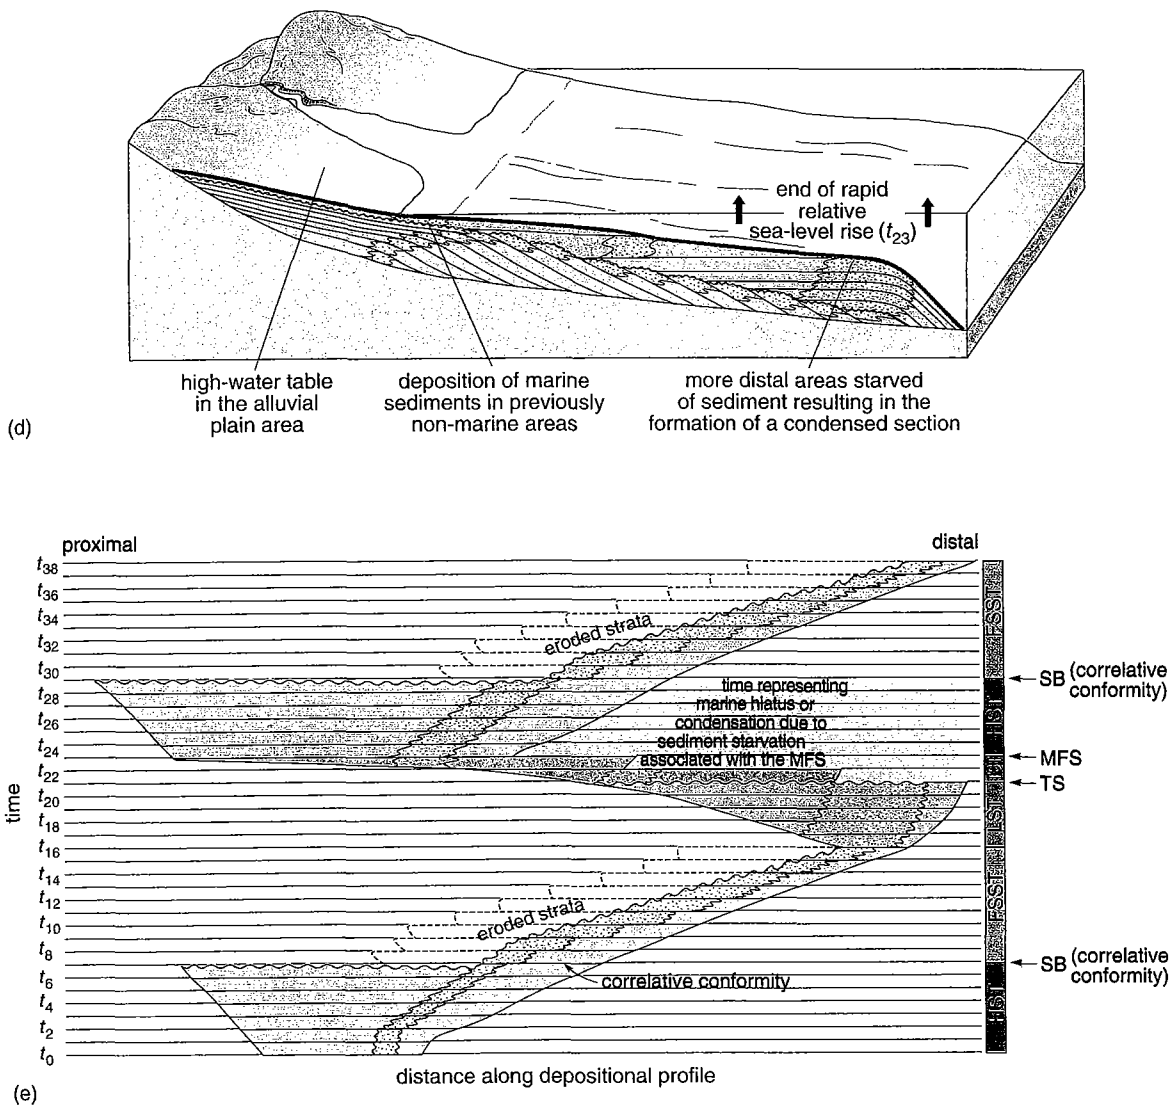 end of rapid
relative
sea-level rise (t23)
high-water table
in the alluvial
plain area
deposition of marine
sediments in previously
non-marine areas
more distal areas starved
of sediment resulting in the
formation of a condensed section
(d)
proximal
distal
t38
t36
t34
t32
t30
t28
t26
t24
t22
t20
t18
t16
t14
t12
t10
t8
t6
t4
t2
t0
time
eroded strata
time representing
marine hiatus or
condensation due to
sediment starvation
associated with the MFS
eroded strata
correlative conformity
FSST
HST
LST
FSST
HST
SB (correlative
conformity)
MFS
TS
SB (correlative
conformity)
distance along depositional profile
(e)